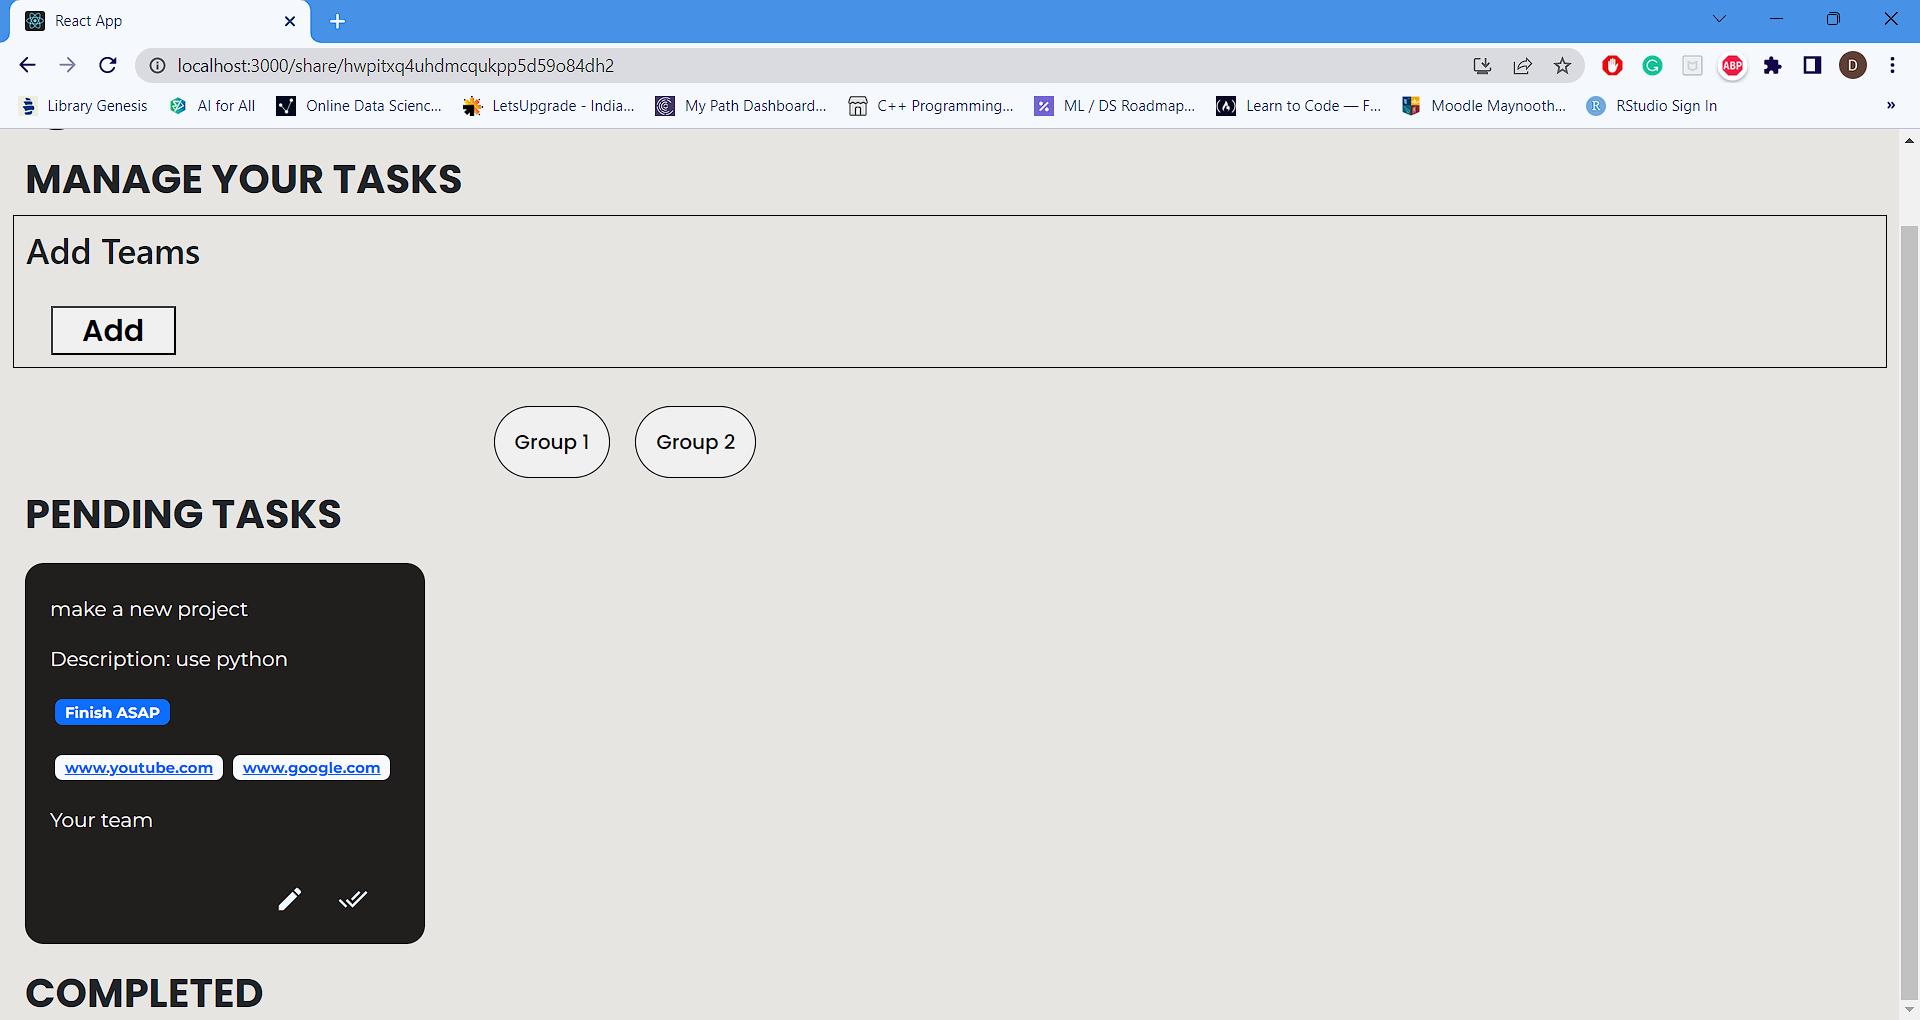 React App
localhost:3000/share/hwpitxq4uhdmcqukpp5d59o84dh2
ABP
D
Library Genesis
AI for All
Online Data Scienc...
LetsUpgrade - India...
My Path Dashboard...
C++ Programming...
ML / DS Roadmap...
Learn to Code — F...
Moodle Maynooth...
R
RStudio Sign In
»
MANAGE YOUR TASKS
Add Teams
Add
Group 1
Group 2
PENDING TASKS
make a new project
Description: use python
Finish ASAP
www.youtube.com www.google.com
Your team
COMPLETED